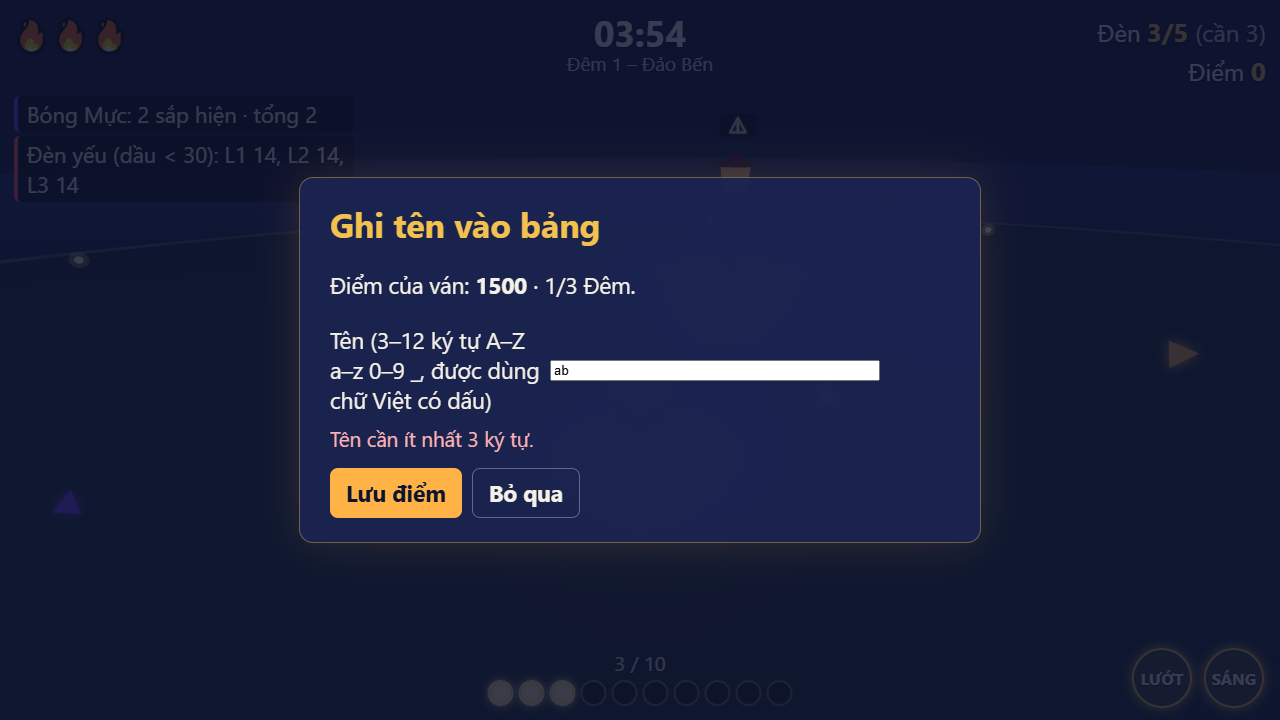 03:54
Đêm 1 – Đảo Bến
Đèn 3/5 (cần 3)
Điểm 0
Bóng Mực: 2 sắp hiện · tổng 2
Đèn yếu (dầu < 30): L1 14, L2 14,
L3 14
Ghi tên vào bảng
Điểm của ván: 1500 · 1/3 Đêm.
Tên (3–12 ký tự A–Z
a–z 0–9 _, được dùng
chữ Việt có dấu)
ab
Tên cần ít nhất 3 ký tự.
Lưu điểm
Bỏ qua
3 / 10
LƯỚT
SÁNG